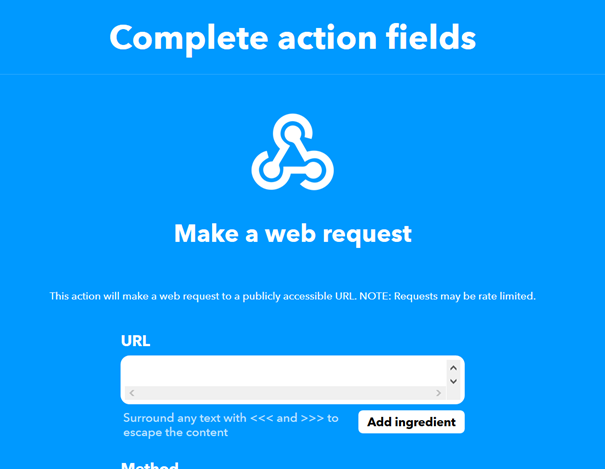 Complete action fields
Make a web request
This action will make a web request to a publicly accessible URL. NOTE: Requests may be rate limited.
URL
Surround any text with <<< and >>> to
escape the content
Add ingredient
Method